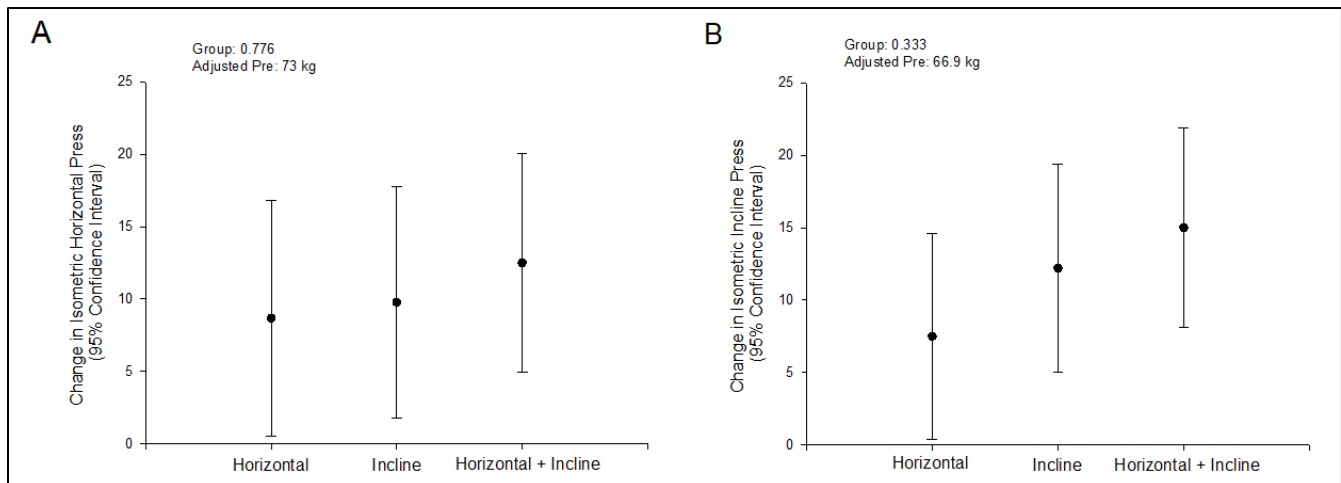 A
Group: 0.776
Adjusted Pre: 73 kg
25
20
15
10
5
0
Change in Isometric Horizontal Press
(95% Confidence Interval)
Horizontal
Incline
Horizontal + Incline
B
Group: 0.333
Adjusted Pre: 66.9 kg
25
20
15
10
5
0
Change in Isometric Incline Press
(95% Confidence Interval)
Horizontal
Incline
Horizontal + Incline